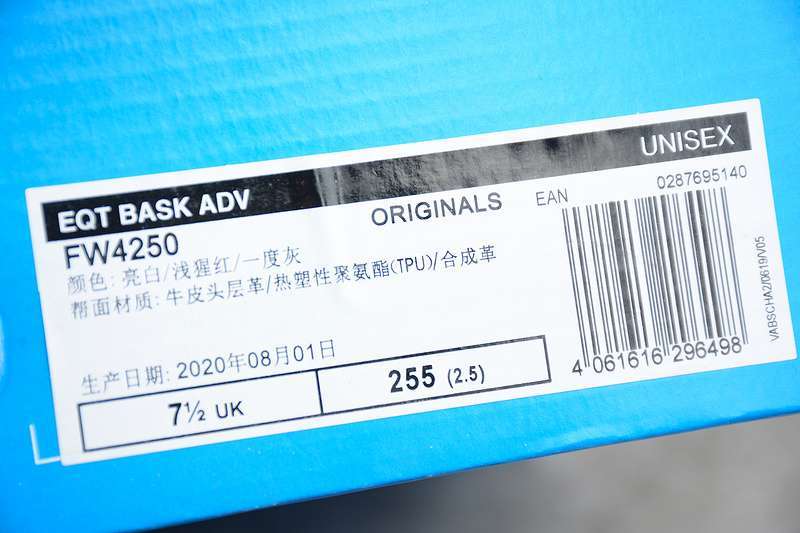 EQT BASK ADV UNISEX
FW4250 ORIGINALS EAN 0287695140
颜色: 亮白/浅猩红/一度灰
帮面材质: 牛皮头层革/热塑性聚氨酯(TPU)/合成革
生产日期: 2020年08月01日
7½ UK 255 (2.5)
4 061616 296498
VABSCHA2/0619/V05